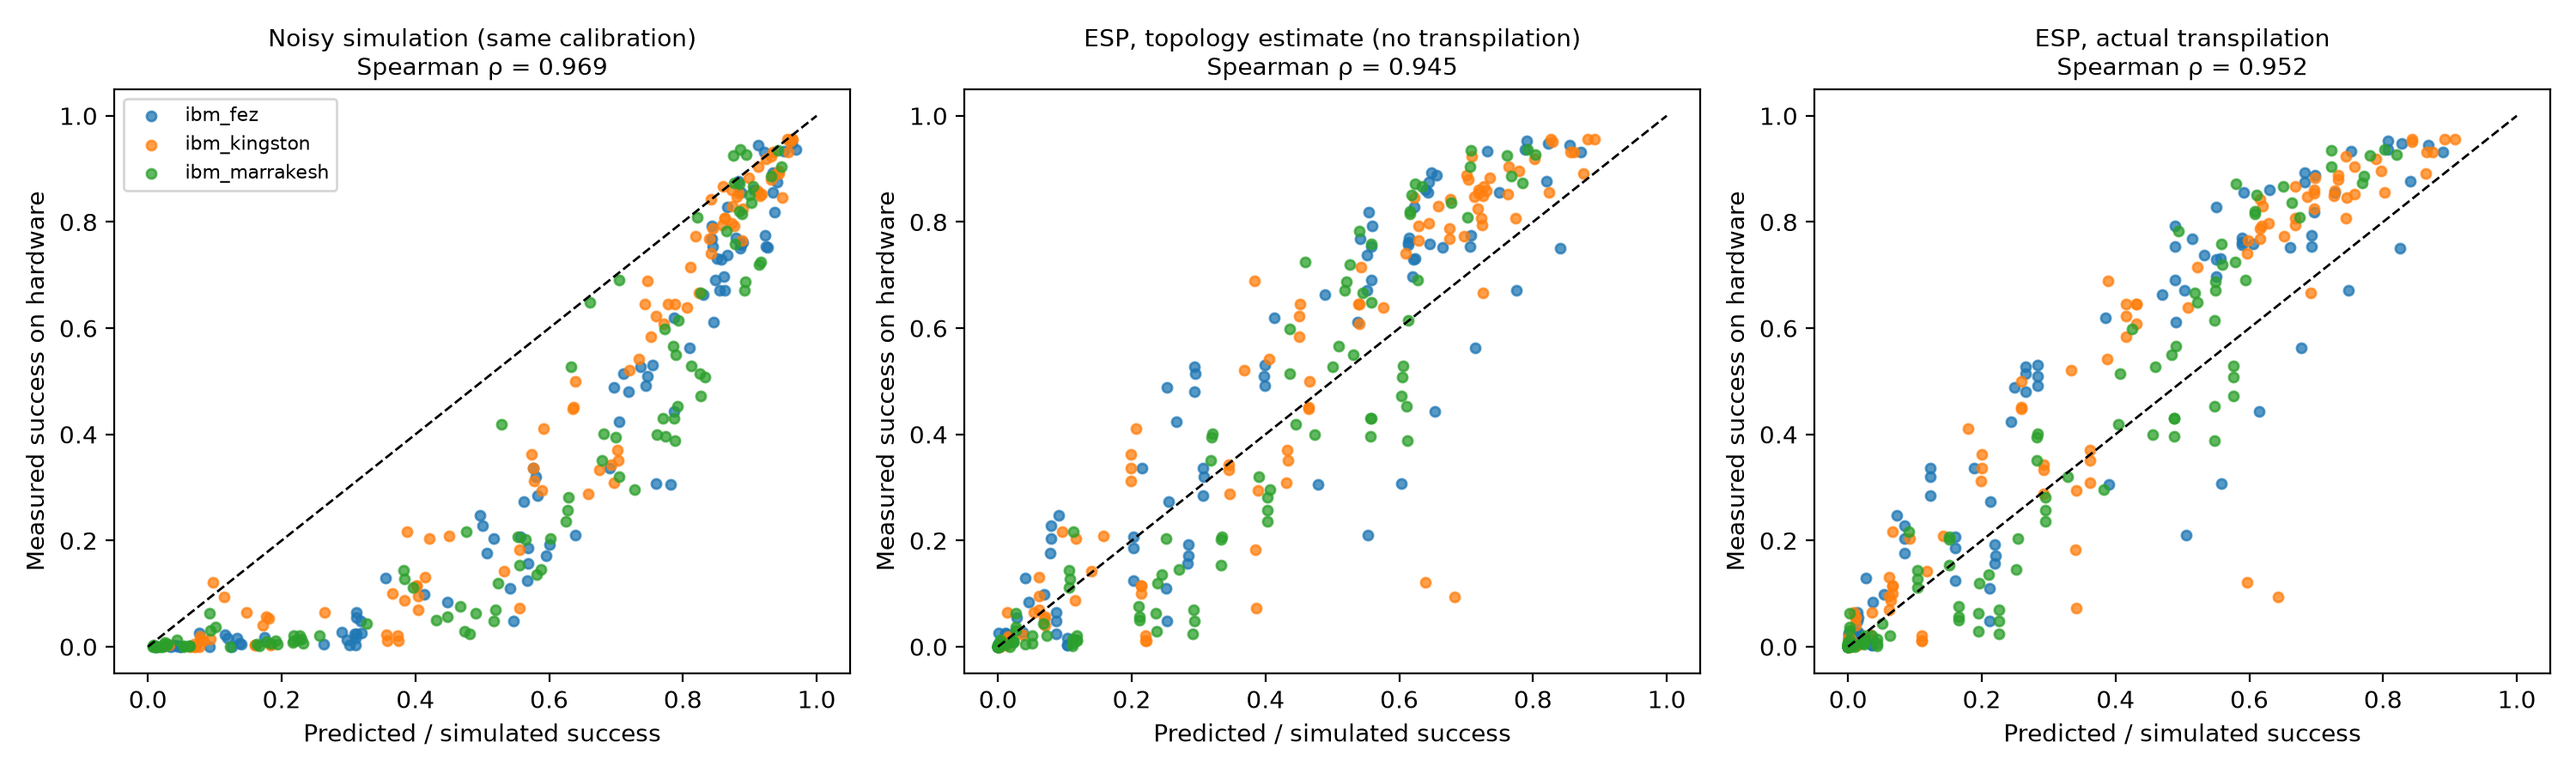 Noisy simulation (same calibration)
Spearman ρ = 0.969
ESP, topology estimate (no transpilation)
Spearman ρ = 0.945
ESP, actual transpilation
Spearman ρ = 0.952
ibm_fez
ibm_kingston
ibm_marrakesh
Measured success on hardware
1.0
0.8
0.6
0.4
0.2
0.0
0.0 0.2 0.4 0.6 0.8 1.0
Predicted / simulated success
Measured success on hardware
1.0
0.8
0.6
0.4
0.2
0.0
0.0 0.2 0.4 0.6 0.8 1.0
Predicted / simulated success
Measured success on hardware
1.0
0.8
0.6
0.4
0.2
0.0
0.0 0.2 0.4 0.6 0.8 1.0
Predicted / simulated success